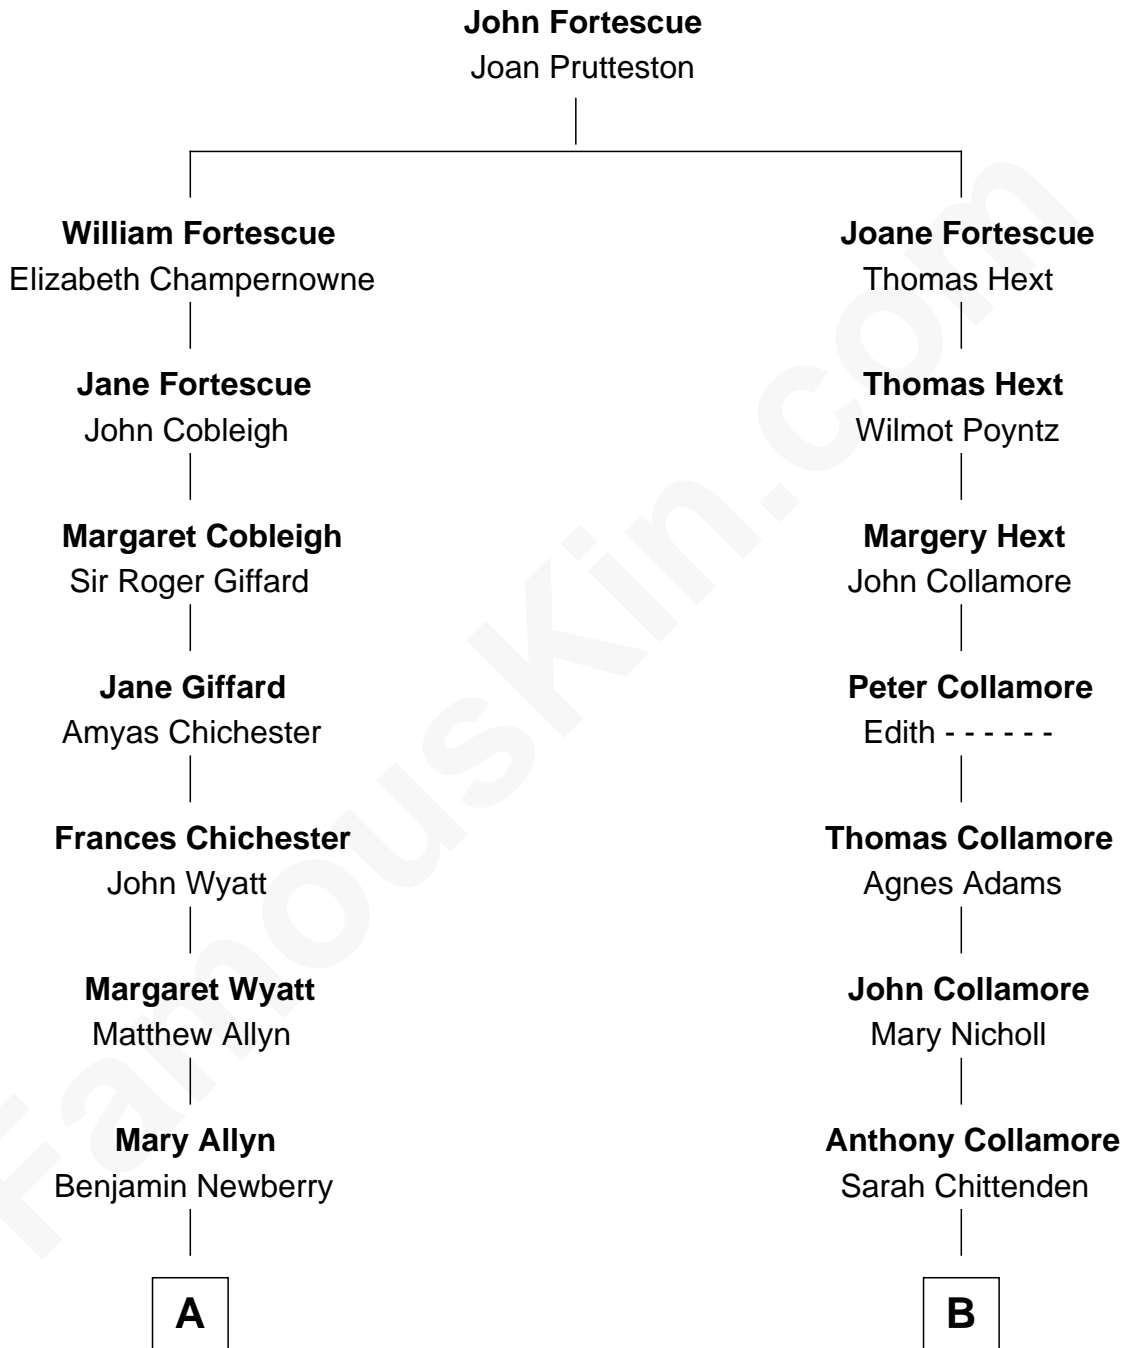 John Fortescue
Joan Prutteston
William Fortescue
Elizabeth Champernowne
Jane Fortescue
John Cobleigh
Margaret Cobleigh
Sir Roger Giffard
Jane Giffard
Amyas Chichester
Frances Chichester
John Wyatt
Margaret Wyatt
Matthew Allyn
Mary Allyn
Benjamin Newberry
A
Joane Fortescue
Thomas Hext
Thomas Hext
Wilmot Poyntz
Margery Hext
John Collamore
Peter Collamore
Edith - - - - - -
Thomas Collamore
Agnes Adams
John Collamore
Mary Nicholl
Anthony Collamore
Sarah Chittenden
B
FamousKin.com